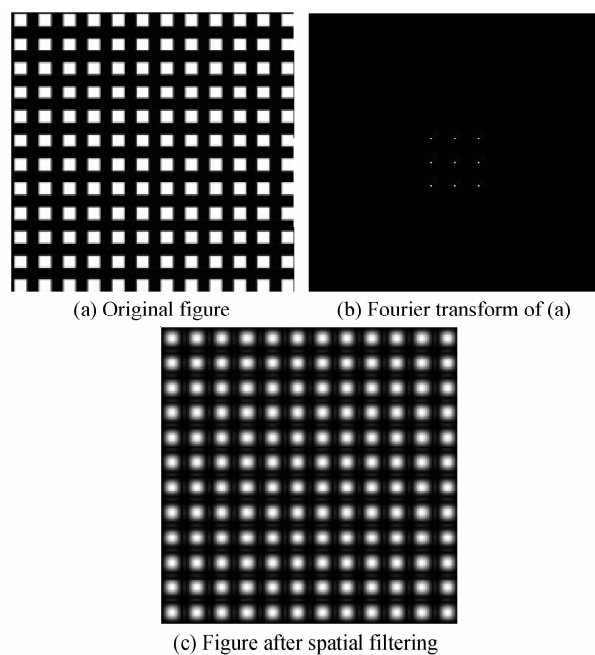 (a) Original figure
(b) Fourier transform of (a)
(c) Figure after spatial filtering